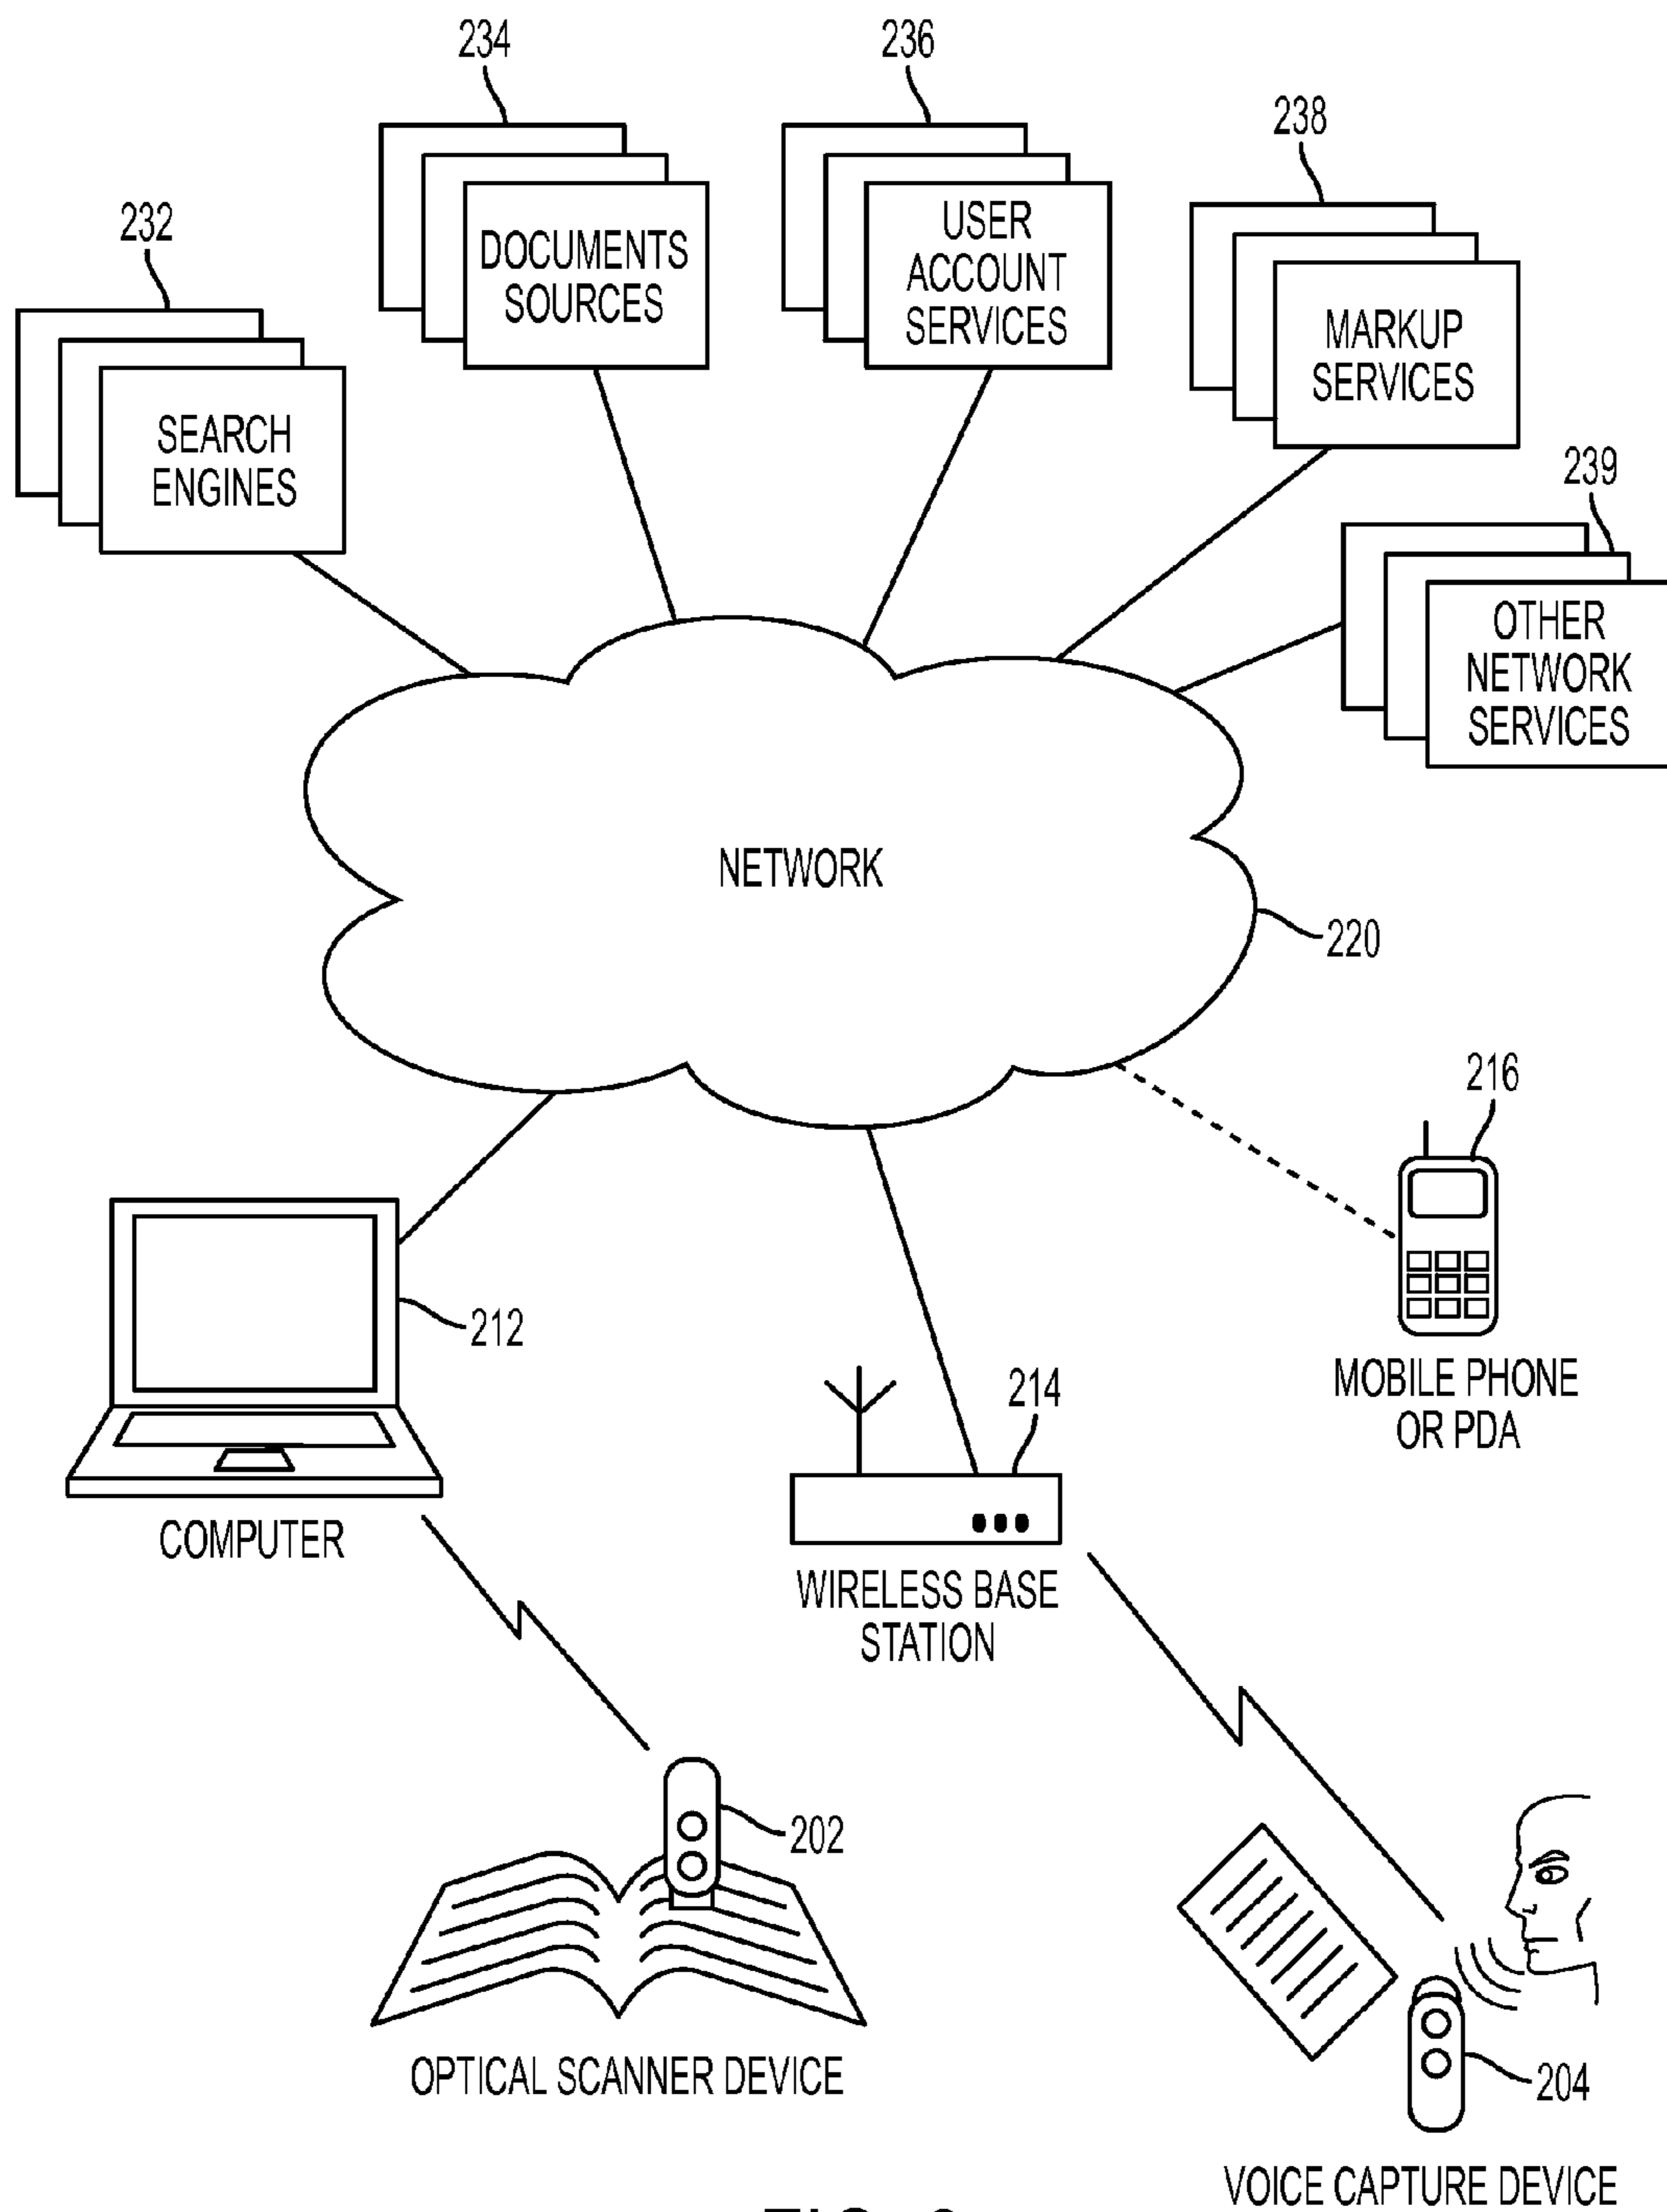 234
236
238
232
DOCUMENTS
SOURCES
USER
ACCOUNT
SERVICES
MARKUP
SERVICES
SEARCH
ENGINES
239
OTHER
NETWORK
SERVICES
NETWORK
220
216
212
MOBILE PHONE
OR PDA
214
COMPUTER
WIRELESS BASE
STATION
202
OPTICAL SCANNER DEVICE
204
VOICE CAPTURE DEVICE